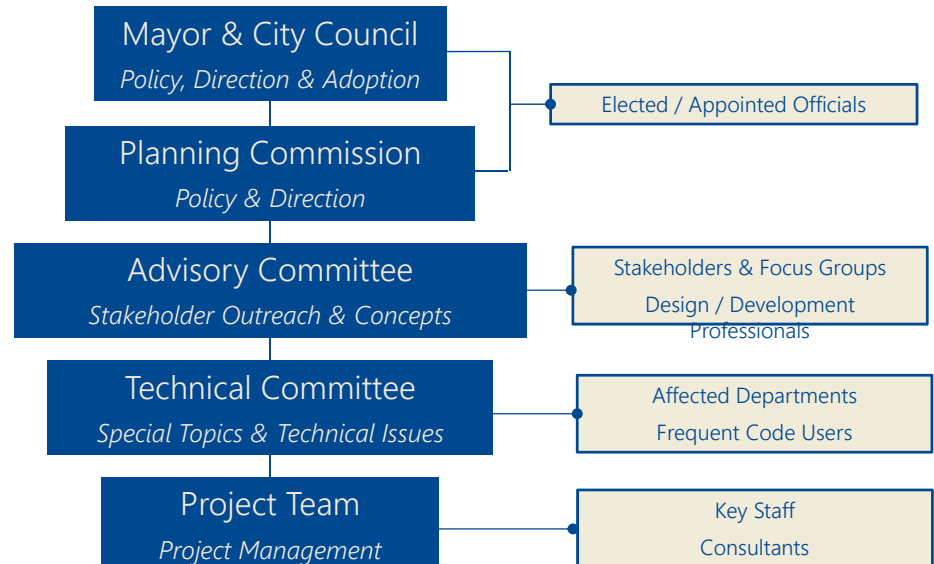 Mayor & City Council
Policy, Direction & Adoption
Elected / Appointed Officials
Planning Commission
Policy & Direction
Advisory Committee
Stakeholder Outreach & Concepts
Stakeholders & Focus Groups
Design / Development
Professionals
Technical Committee
Special Topics & Technical Issues
Affected Departments
Frequent Code Users
Project Team
Project Management
Key Staff
Consultants